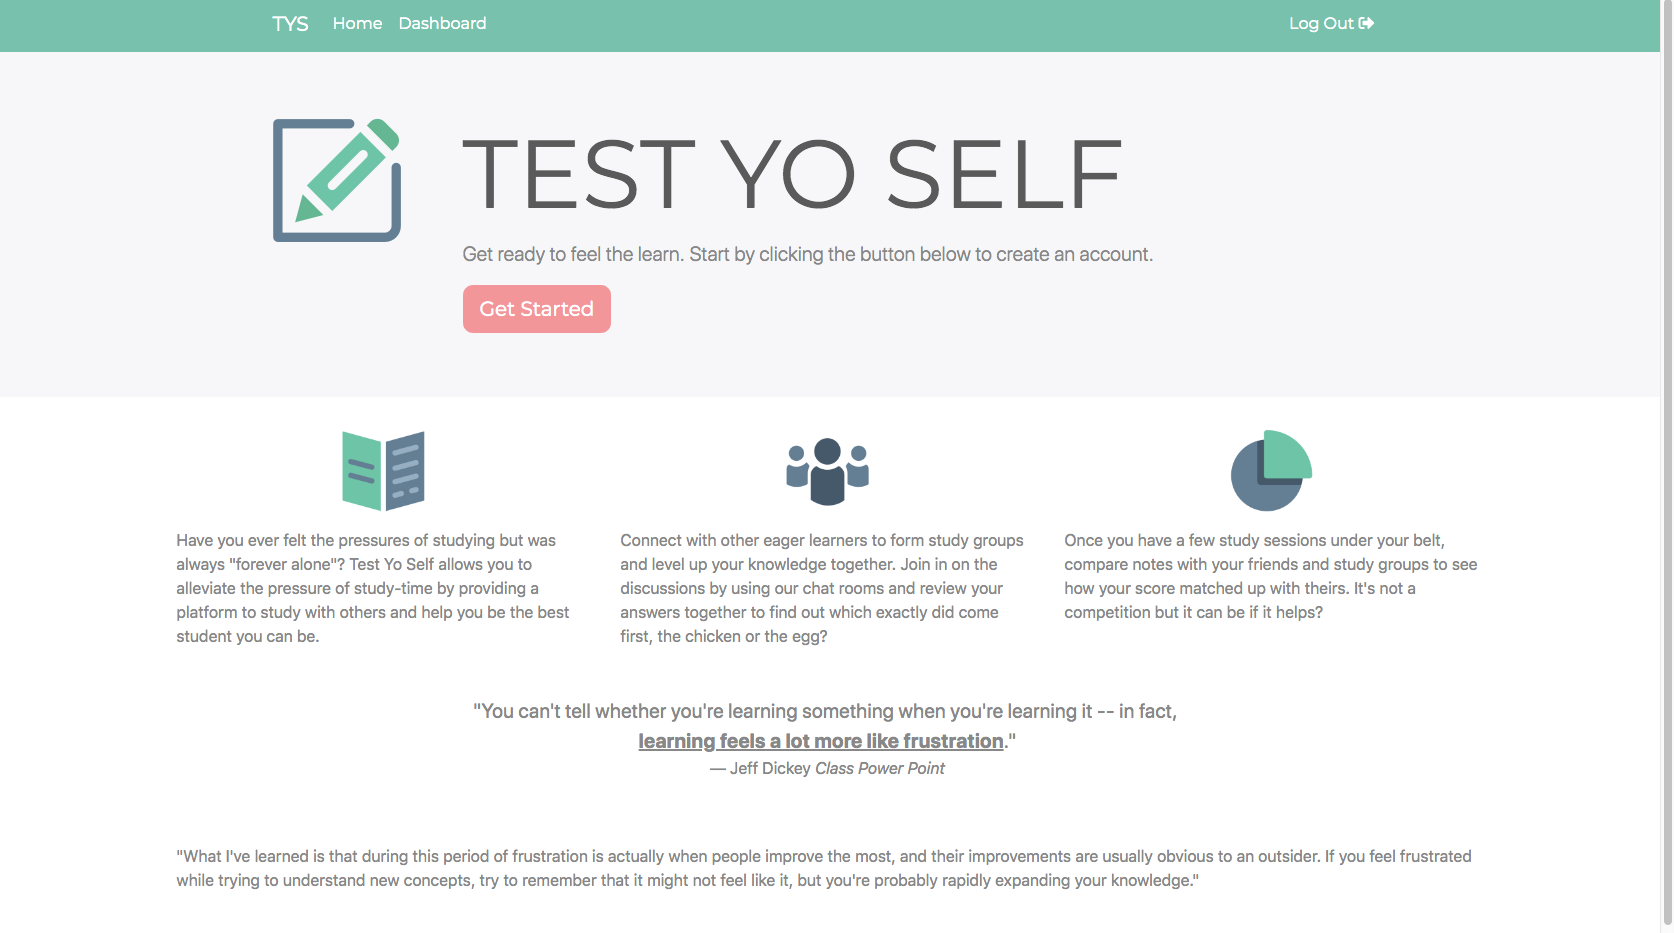 TYS Home Dashboard Log Out
TEST YO SELF
Get ready to feel the learn. Start by clicking the button below to create an account.
Get Started
Have you ever felt the pressures of studying but was
always "forever alone"? Test Yo Self allows you to
alleviate the pressure of study-time by providing a
platform to study with others and help you be the best
student you can be.
Connect with other eager learners to form study groups
and level up your knowledge together. Join in on the
discussions by using our chat rooms and review your
answers together to find out which exactly did come
first, the chicken or the egg?
Once you have a few study sessions under your belt,
compare notes with your friends and study groups to see
how your score matched up with theirs. It's not a
competition but it can be if it helps?
"You can't tell whether you're learning something when you're learning it -- in fact,
learning feels a lot more like frustration."
— Jeff Dickey Class Power Point
"What I've learned is that during this period of frustration is actually when people improve the most, and their improvements are usually obvious to an outsider. If you feel frustrated
while trying to understand new concepts, try to remember that it might not feel like it, but you're probably rapidly expanding your knowledge."